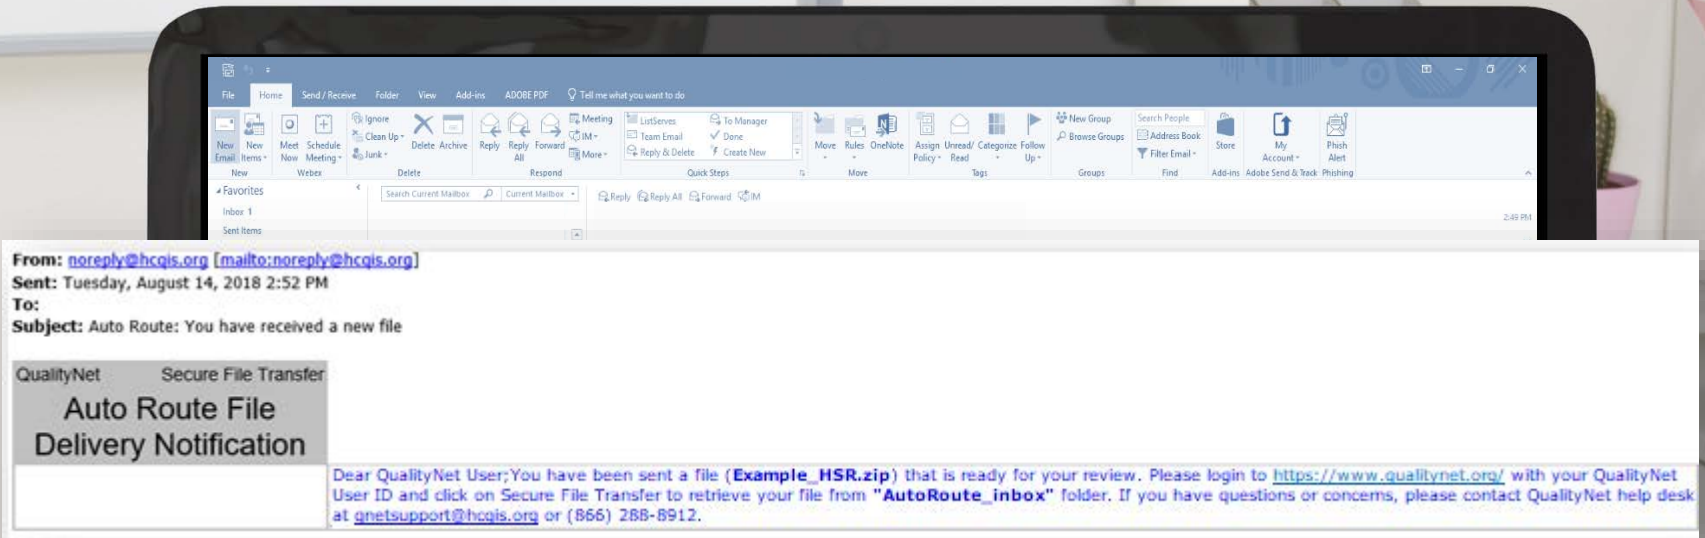 File Home Send / Receive Folder View Add-ins ADOBE PDF Tell me what you want to do
New Email
New Items
Meet Now
Schedule Meeting
Ignore
Clean Up
Junk
Delete
Archive
Reply
Reply All
Forward
Meeting
IM
More
ListServes
Team Email
Reply & Delete
To Manager
Done
Create New
Move
Rules
OneNote
Assign Policy
Unread/ Read
Categorize
Follow Up
New Group
Browse Groups
Search People
Address Book
Filter Email
Store
My Account
Phish Alert
New Webex Delete Respond Quick Steps Move Tags Groups Find Add-ins Adobe Send & Track Phishing
Favorites
Search Current Mailbox Current Mailbox
Reply Reply All Forward IM
Inbox 1
2:49 PM
Sent Items
From: noreply@hcqis.org [mailto:noreply@hcqis.org]
Sent: Tuesday, August 14, 2018 2:52 PM
To:
Subject: Auto Route: You have received a new file
QualityNet Secure File Transfer
Auto Route File
Delivery Notification
Dear QualityNet User;You have been sent a file (Example_HSR.zip) that is ready for your review. Please login to https://www.qualitynet.org/ with your QualityNet
User ID and click on Secure File Transfer to retrieve your file from "AutoRoute_inbox" folder. If you have questions or concerns, please contact QualityNet help desk
at qnetsupport@hcqis.org or (866) 288-8912.